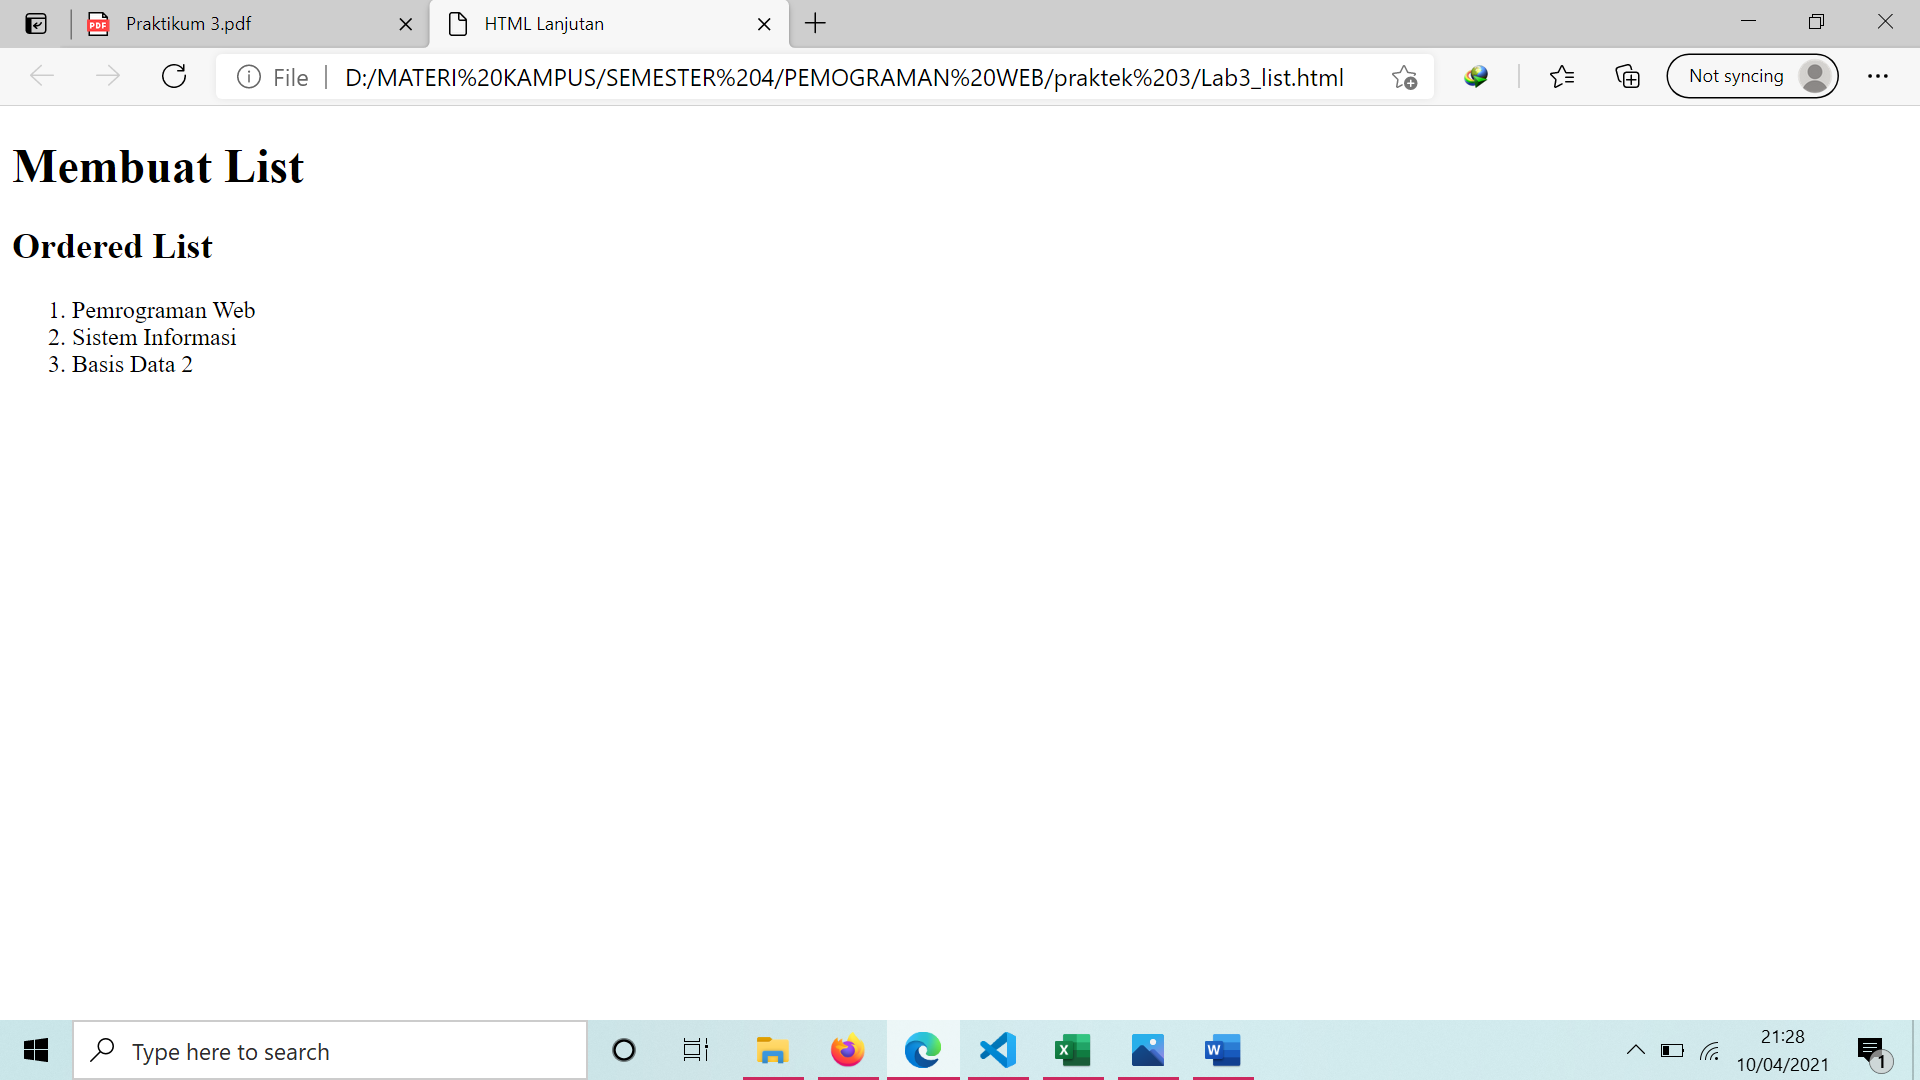 Praktikum 3.pdf
HTML Lanjutan
File
D:/MATERI%20KAMPUS/SEMESTER%204/PEMOGRAMAN%20WEB/praktek%203/Lab3_list.html
Not syncing
Membuat List
Ordered List
1. Pemrograman Web
2. Sistem Informasi
3. Basis Data 2
Type here to search
21:28
10/04/2021
1